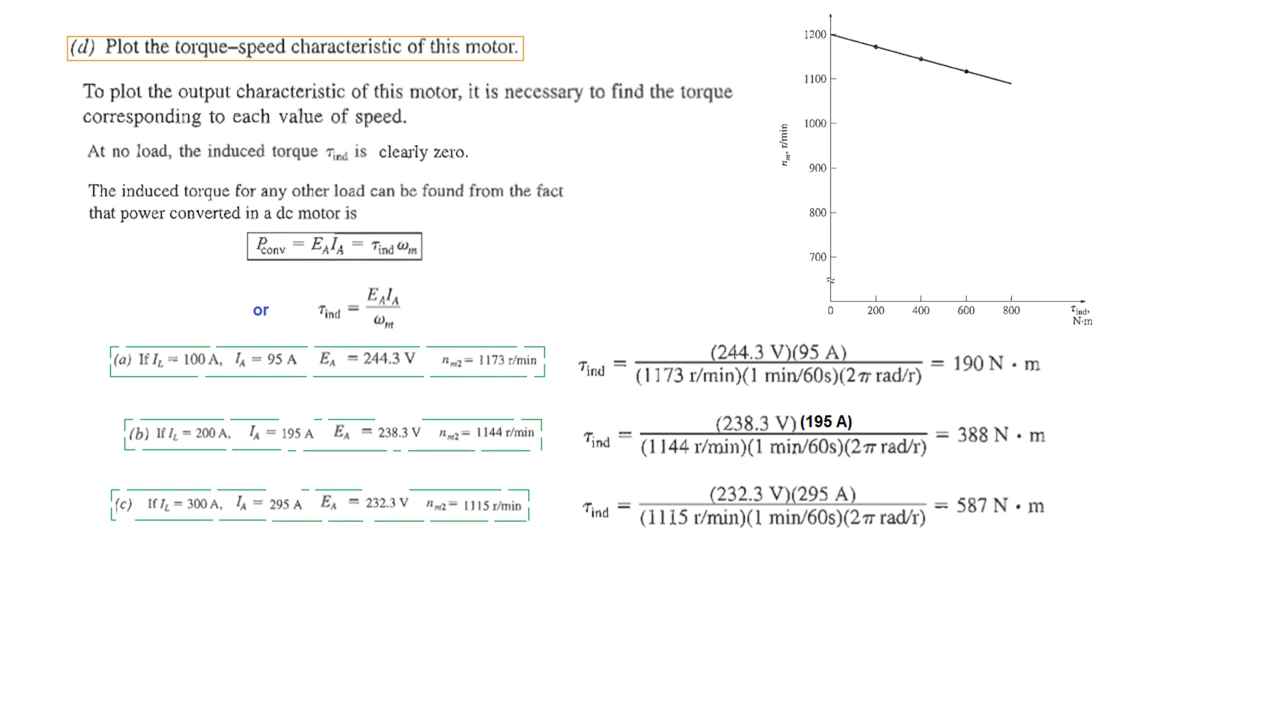 (d) Plot the torque–speed characteristic of this motor.
To plot the output characteristic of this motor, it is necessary to find the torque
corresponding to each value of speed.
At no load, the induced torque τind is clearly zero.
The induced torque for any other load can be found from the fact
that power converted in a dc motor is
Pconv = EAIA = τind ωm
or τind = EAIA / ωm
(a) If IL = 100 A, IA = 95 A EA = 244.3 V nm2 = 1173 r/min
τind = (244.3 V)(95 A) / (1173 r/min)(1 min/60s)(2π rad/r) = 190 N · m
(b) If IL = 200 A, IA = 195 A EA = 238.3 V nm2 = 1144 r/min
τind = (238.3 V)(195 A) / (1144 r/min)(1 min/60s)(2π rad/r) = 388 N · m
(c) If IL = 300 A, IA = 295 A EA = 232.3 V nm2 = 1115 r/min
τind = (232.3 V)(295 A) / (1115 r/min)(1 min/60s)(2π rad/r) = 587 N · m
nm, r/min
1200
1100
1000
900
800
700
0 200 400 600 800
τind,
N·m